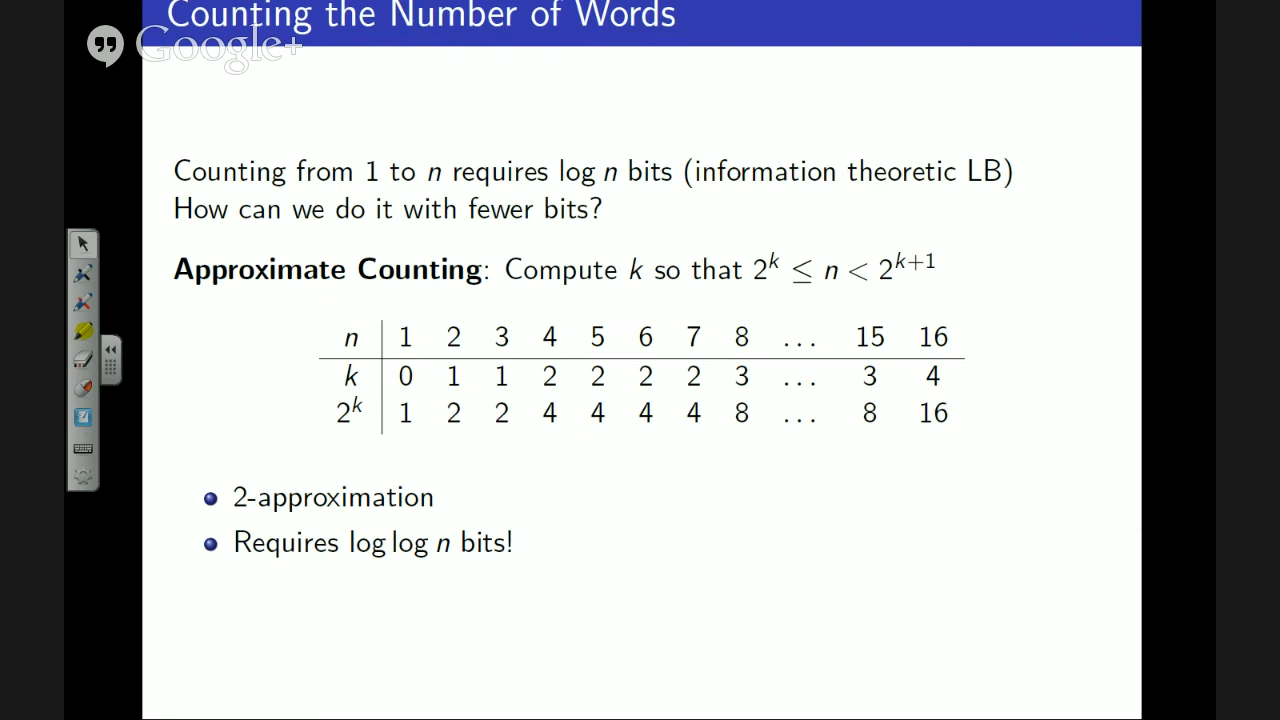 Counting the Number of Words
Google+
Counting from 1 to n requires log n bits (information theoretic LB)
How can we do it with fewer bits?
Approximate Counting: Compute k so that 2^k ≤ n < 2^{k+1}
n 1 2 3 4 5 6 7 8 ... 15 16
k 0 1 1 2 2 2 2 3 ... 3 4
2^k 1 2 2 4 4 4 4 8 ... 8 16
2-approximation
Requires log log n bits!